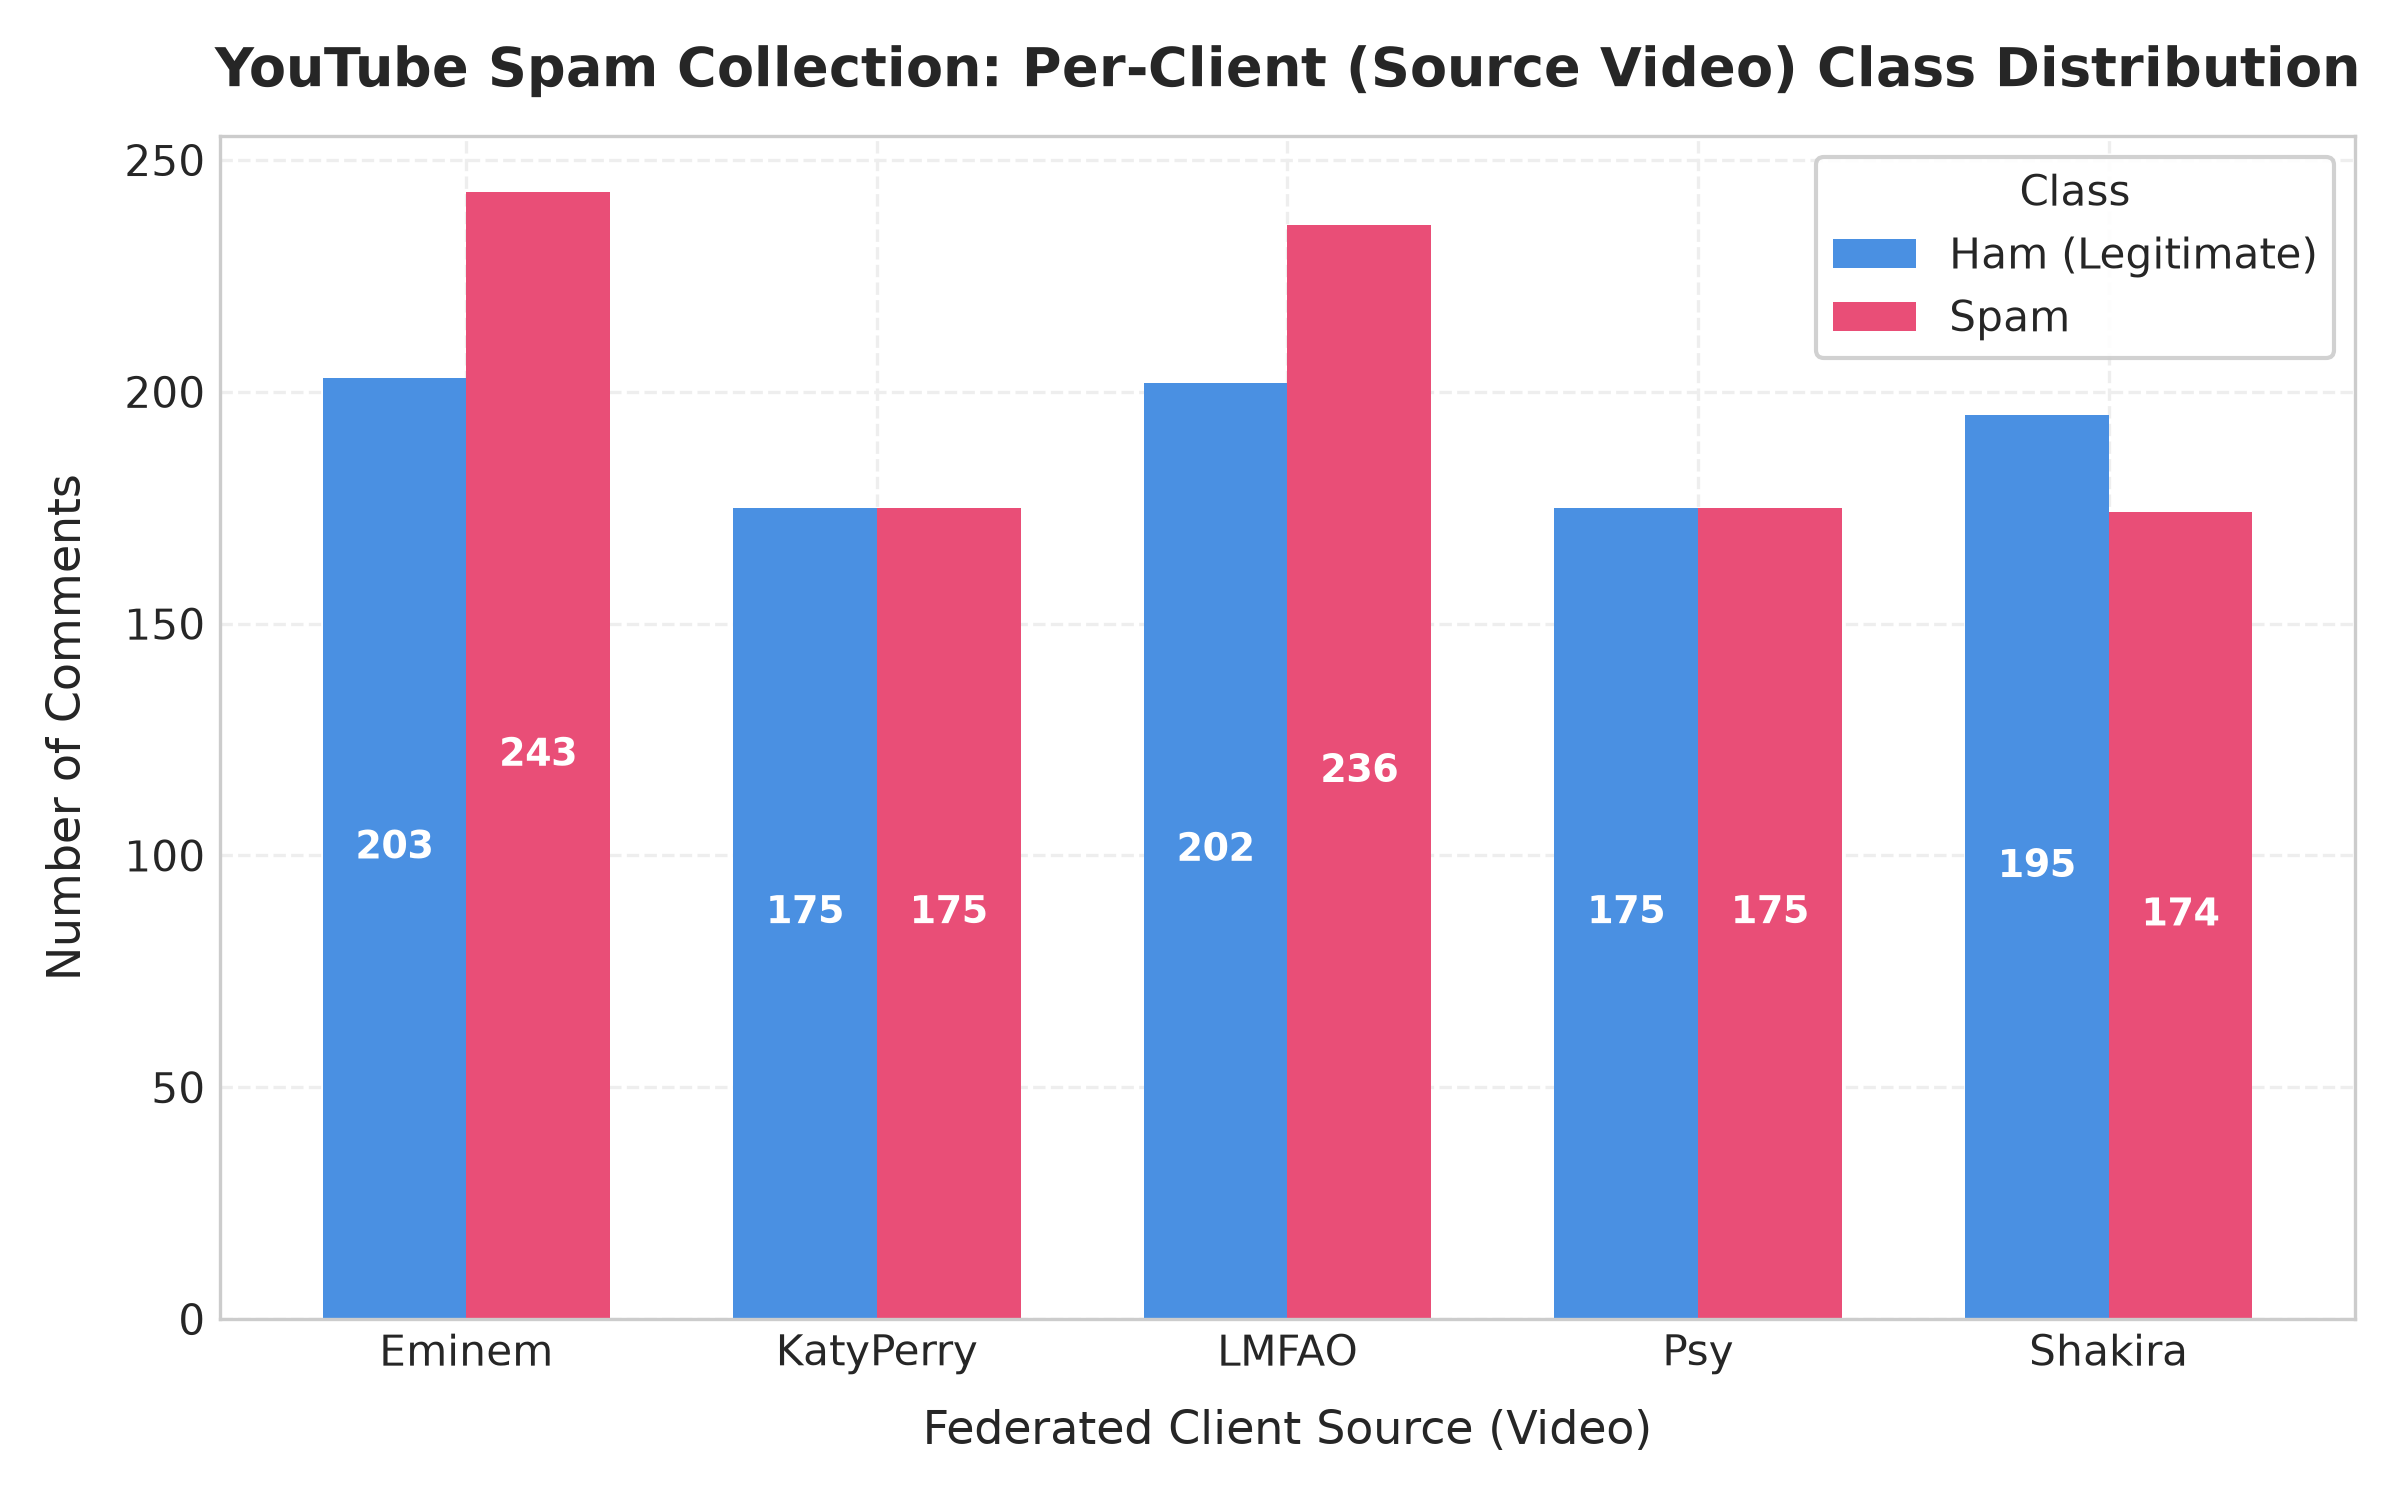 YouTube Spam Collection: Per-Client (Source Video) Class Distribution
Class
Ham (Legitimate)
Spam
Number of Comments
250
200
150
100
50
0
203
243
175
175
202
236
175
175
195
174
Eminem
KatyPerry
LMFAO
Psy
Shakira
Federated Client Source (Video)